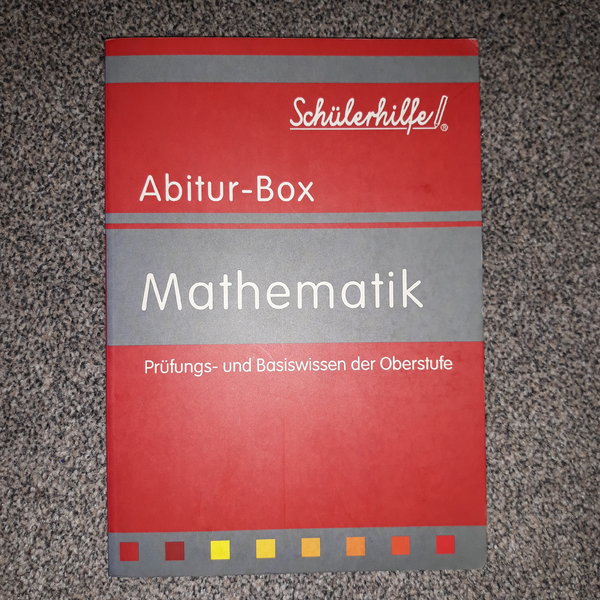 Schülerhilfe!®
Abitur-Box
Mathematik
Prüfungs- und Basiswissen der Oberstufe